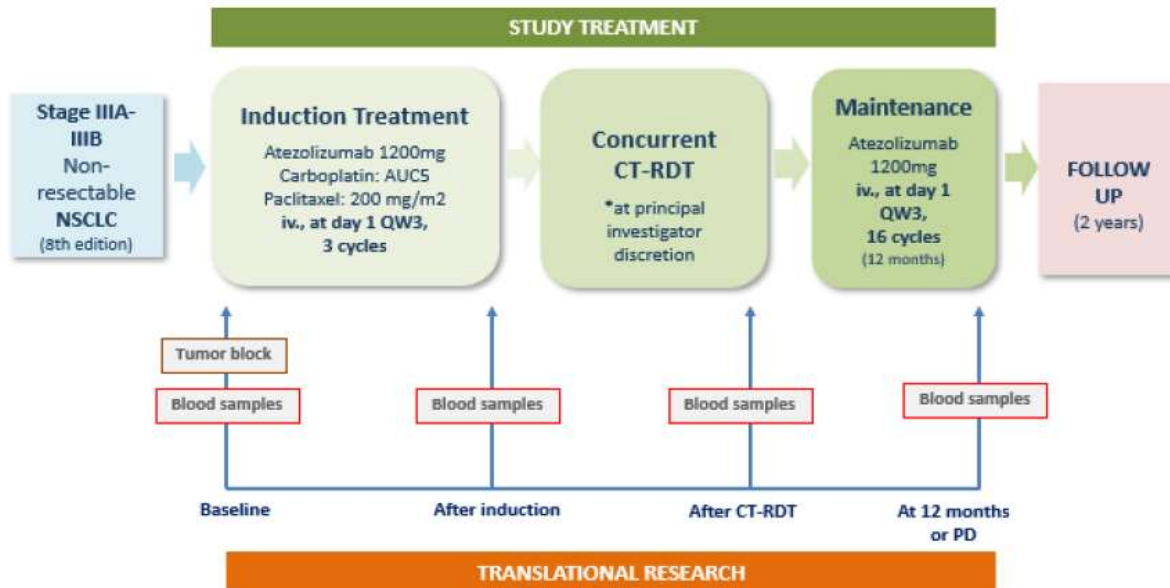 STUDY TREATMENT
Stage IIIA-
IIIB
Non-
resectable
NSCLC
(8th edition)
Induction Treatment
Atezolizumab 1200mg
Carboplatin: AUC5
Paclitaxel: 200 mg/m2
iv., at day 1 QW3,
3 cycles
Concurrent
CT-RDT
*at principal
investigator
discretion
Maintenance
Atezolizumab
1200mg
iv., at day 1
QW3,
16 cycles
(12 months)
FOLLOW
UP
(2 years)
Tumor block
Blood samples
Blood samples
Blood samples
Blood samples
Baseline
After induction
After CT-RDT
At 12 months
or PD
TRANSLATIONAL RESEARCH